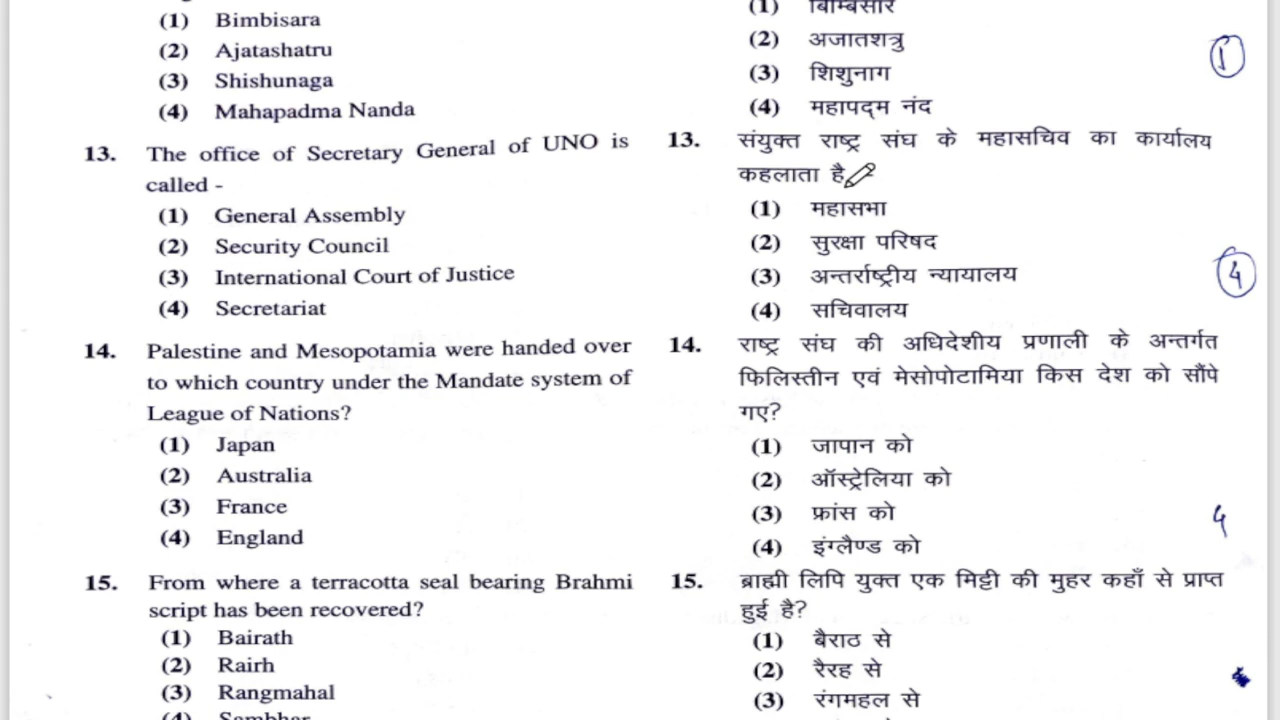 (1) Bimbisara
(2) Ajatashatru
(3) Shishunaga
(4) Mahapadma Nanda
13. The office of Secretary General of UNO is
called -
(1) General Assembly
(2) Security Council
(3) International Court of Justice
(4) Secretariat
14. Palestine and Mesopotamia were handed over
to which country under the Mandate system of
League of Nations?
(1) Japan
(2) Australia
(3) France
(4) England
15. From where a terracotta seal bearing Brahmi
script has been recovered?
(1) Bairath
(2) Rairh
(3) Rangmahal
(4) Sambhar
(1) बिम्बिसार
(2) अजातशत्रु
(3) शिशुनाग
(4) महापद्म नंद
1
13. संयुक्त राष्ट्र संघ के महासचिव का कार्यालय
कहलाता है
(1) महासभा
(2) सुरक्षा परिषद
(3) अन्तर्राष्ट्रीय न्यायालय
(4) सचिवालय
4
14. राष्ट्र संघ की अधिदेशीय प्रणाली के अन्तर्गत
फिलिस्तीन एवं मेसोपोटामिया किस देश को सौंपे
गए?
(1) जापान को
(2) ऑस्ट्रेलिया को
(3) फ्रांस को
(4) इंग्लैण्ड को
4
15. ब्राह्मी लिपि युक्त एक मिट्टी की मुहर कहाँ से प्राप्त
हुई है?
(1) बैराठ से
(2) रैरह से
(3) रंगमहल से